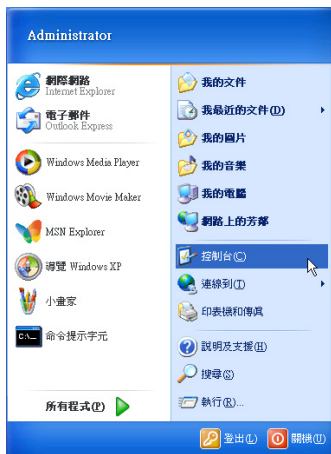 Administrator
網際網路
Internet Explorer
電子郵件
Outlook Express
Windows Media Player
Windows Movie Maker
MSN Explorer
導覽 Windows XP
小畫家
C:\_
命令提示字元
所有程式(P)
我的文件
我最近的文件(D)
我的圖片
我的音樂
我的電腦
網路上的芳鄰
控制台(C)
連線到(T)
印表機和傳真
說明及支援(H)
搜尋(S)
執行(R)...
登出(L)
關機(U)